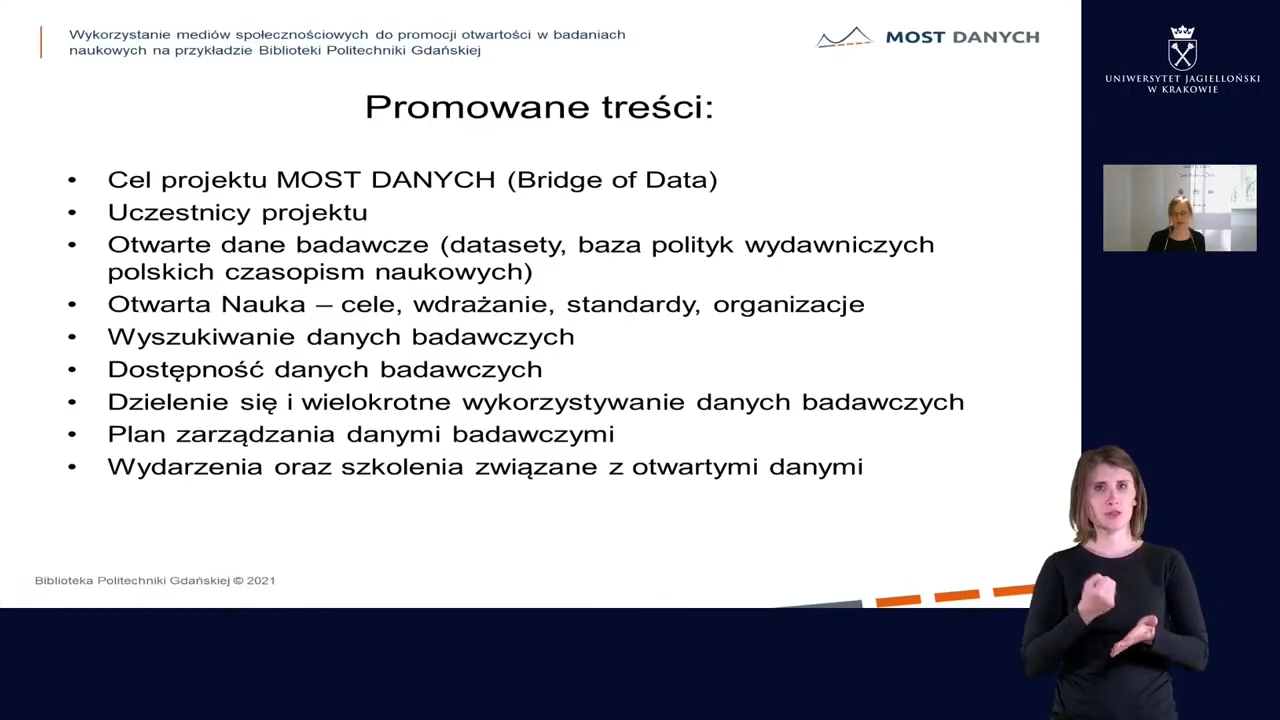 Wykorzystanie mediów społecznościowych do promocji otwartości w badaniach
naukowych na przykładzie Biblioteki Politechniki Gdańskiej
MOST DANYCH
UNIWERSYTET JAGIELLOŃSKI
W KRAKOWIE
Promowane treści:
• Cel projektu MOST DANYCH (Bridge of Data)
• Uczestnicy projektu
• Otwarte dane badawcze (datasety, baza polityk wydawniczych
polskich czasopism naukowych)
• Otwarta Nauka – cele, wdrażanie, standardy, organizacje
• Wyszukiwanie danych badawczych
• Dostępność danych badawczych
• Dzielenie się i wielokrotne wykorzystywanie danych badawczych
• Plan zarządzania danymi badawczymi
• Wydarzenia oraz szkolenia związane z otwartymi danymi
Biblioteka Politechniki Gdańskiej © 2021